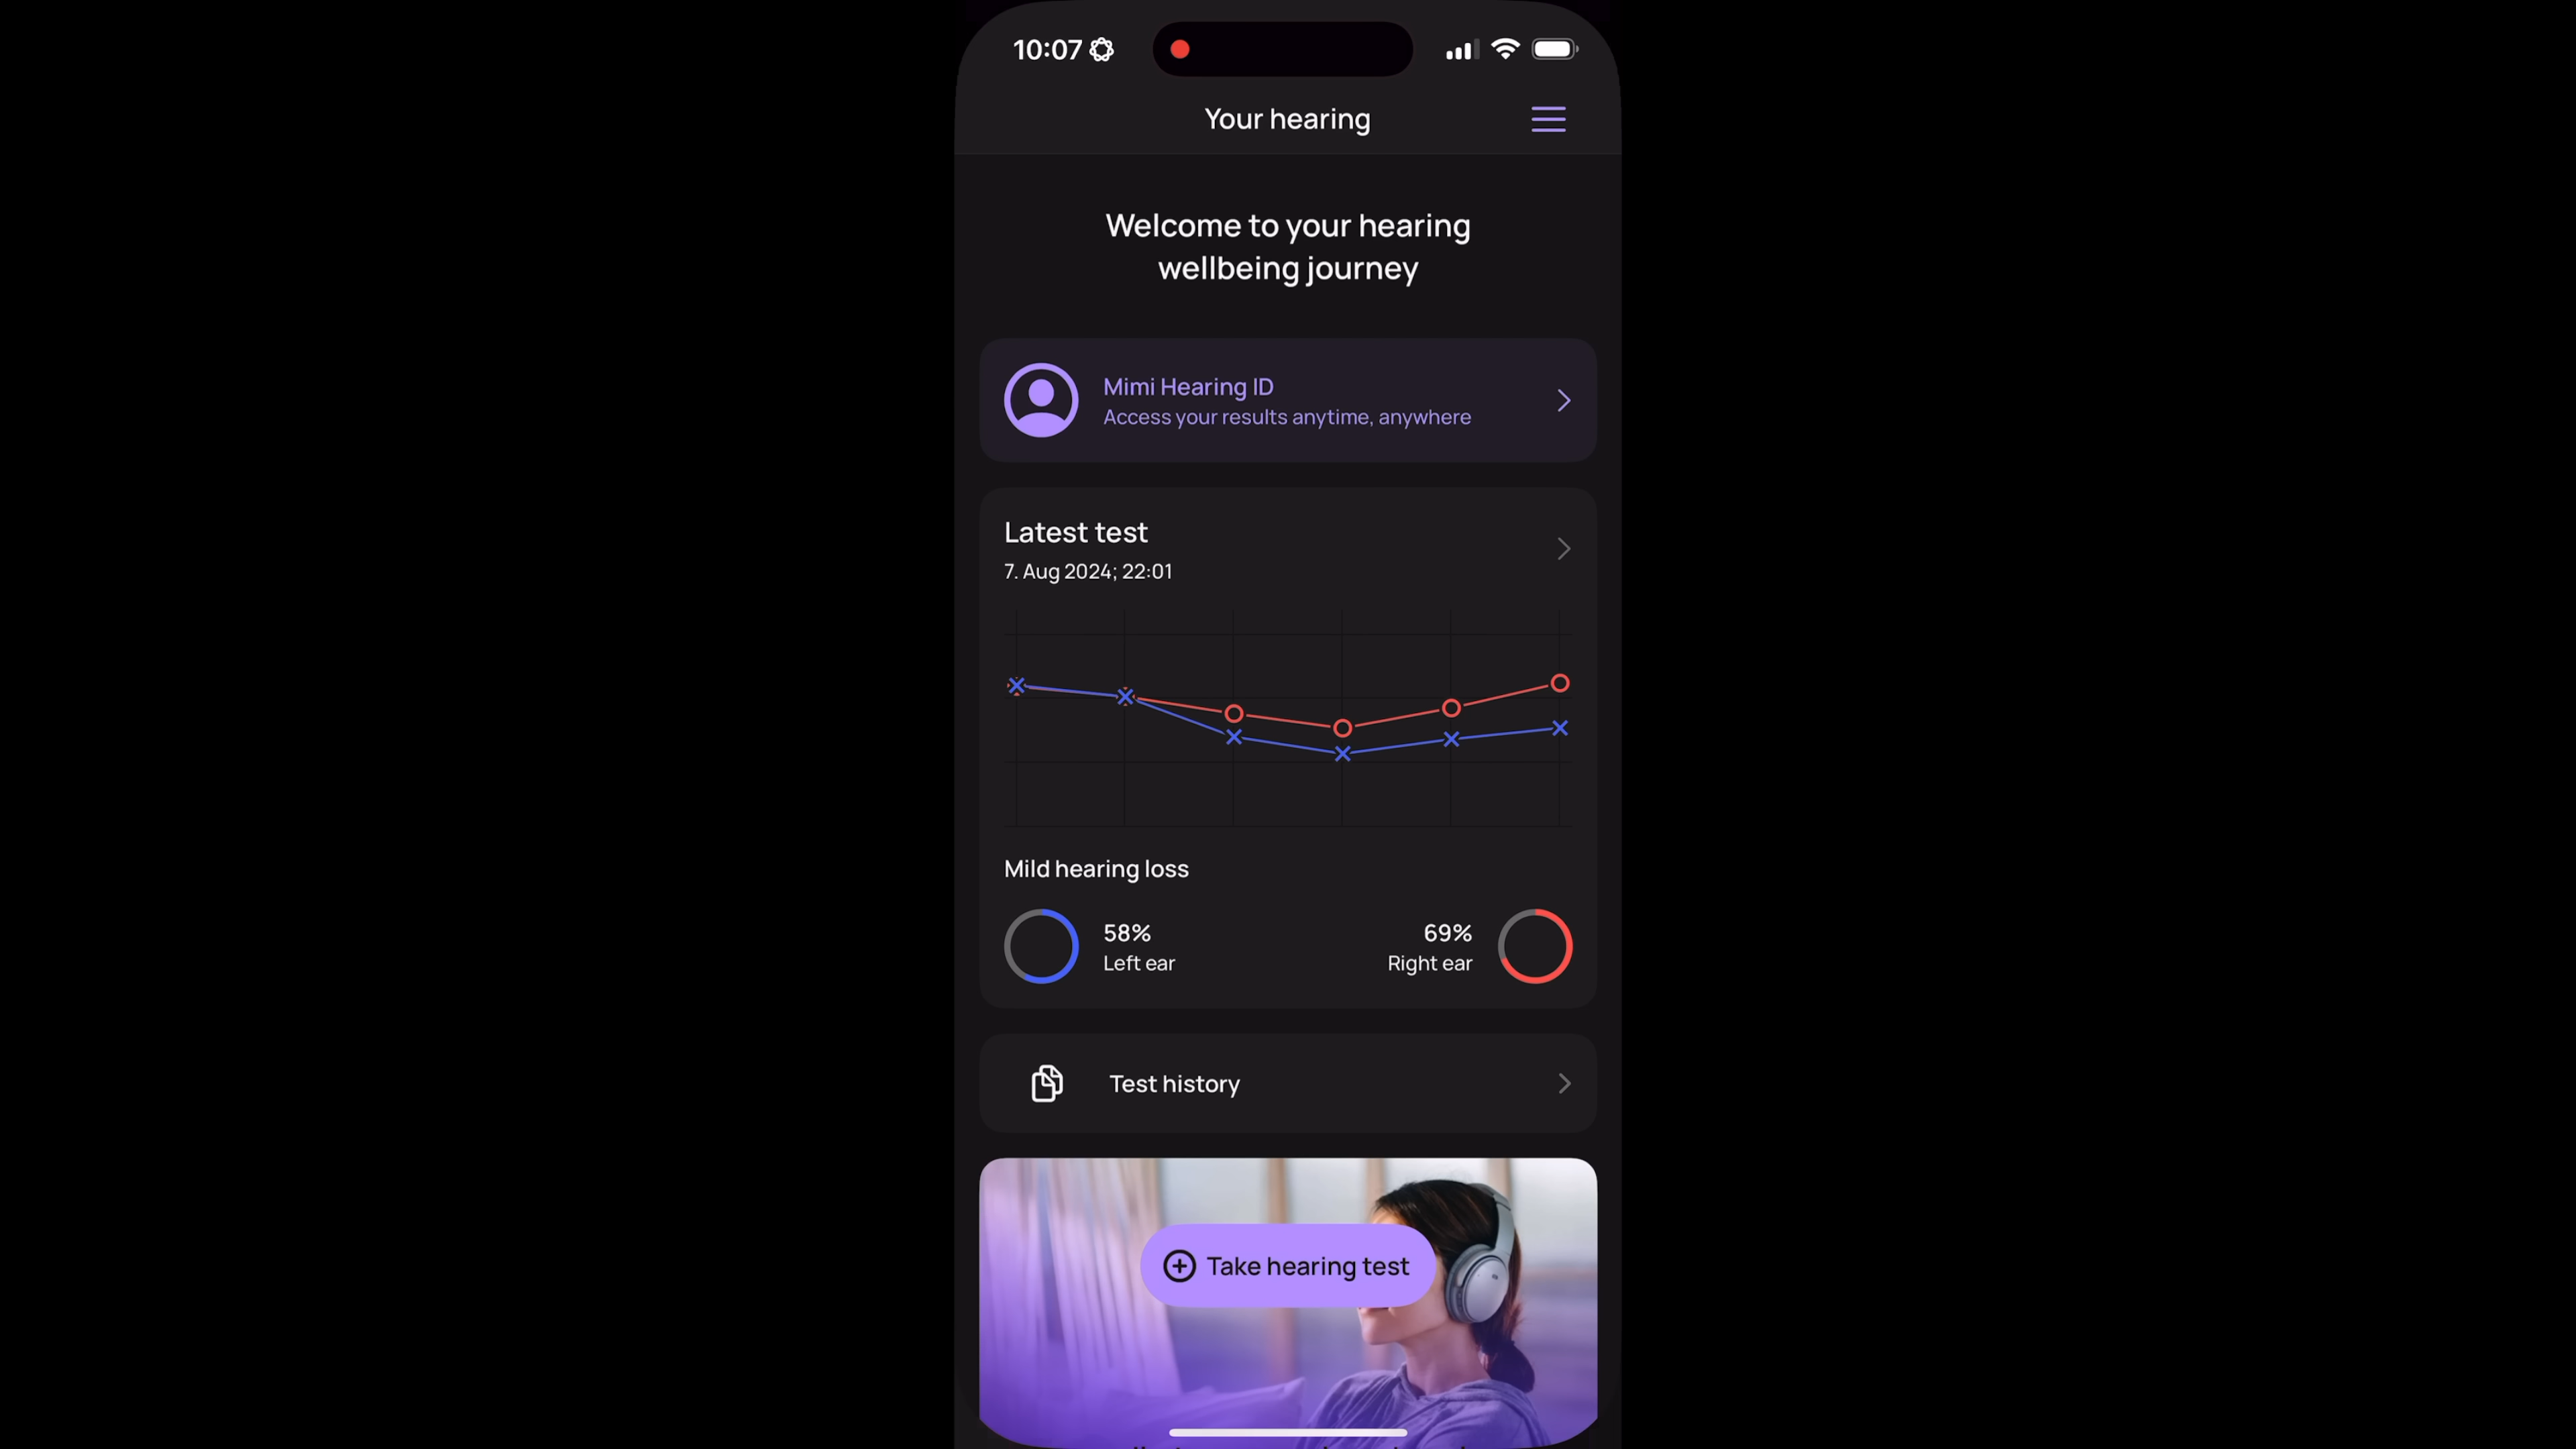 10:07
Your hearing
Welcome to your hearing
wellbeing journey
Mimi Hearing ID
Access your results anytime, anywhere
Latest test
7. Aug 2024; 22:01
Mild hearing loss
58%
Left ear
69%
Right ear
Test history
Take hearing test